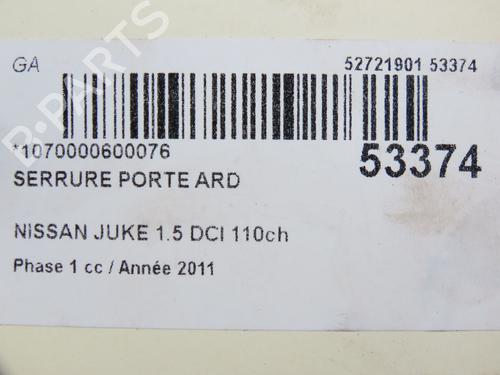 GA
52721901 53374
*1070000600076
53374
SERRURE PORTE ARD
NISSAN JUKE 1.5 DCI 110ch
Phase 1 cc / Année 2011
B-PARTS